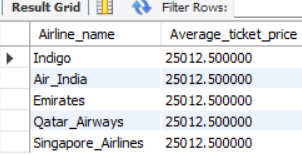 Result Grid Filter Rows:
Airline_name Average_ticket_price
Indigo 25012.500000
Air_India 25012.500000
Emirates 25012.500000
Qatar_Airways 25012.500000
Singapore_Airlines 25012.500000